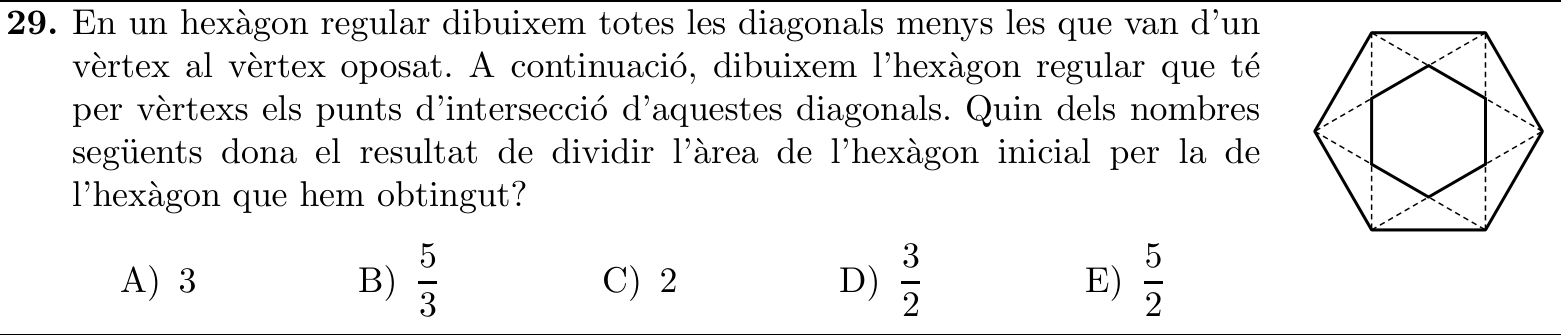 29. En un hexàgon regular dibuixem totes les diagonals menys les que van d'un
vèrtex al vèrtex oposat. A continuació, dibuixem l'hexàgon regular que té
per vèrtexs els punts d'intersecció d'aquestes diagonals. Quin dels nombres
següents dona el resultat de dividir l'àrea de l'hexàgon inicial per la de
l'hexàgon que hem obtingut?
A) 3 B) 5/3 C) 2 D) 3/2 E) 5/2